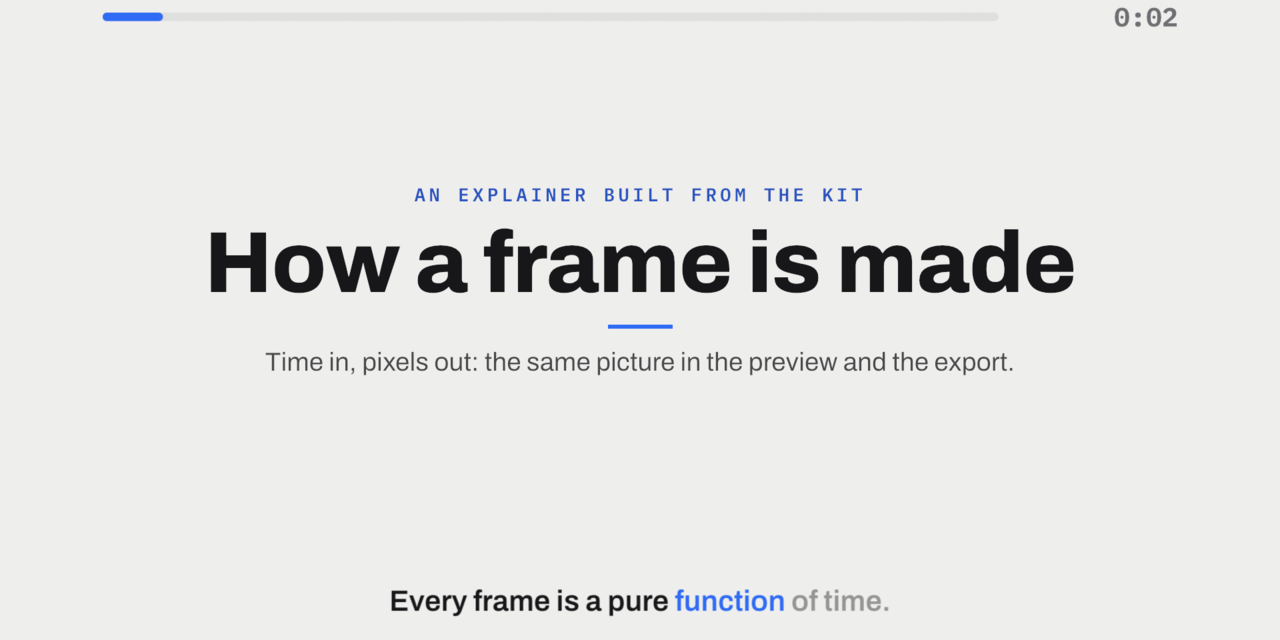 0:02
AN EXPLAINER BUILT FROM THE KIT
How a frame is made
Time in, pixels out: the same picture in the preview and the export.
Every frame is a pure function of time.